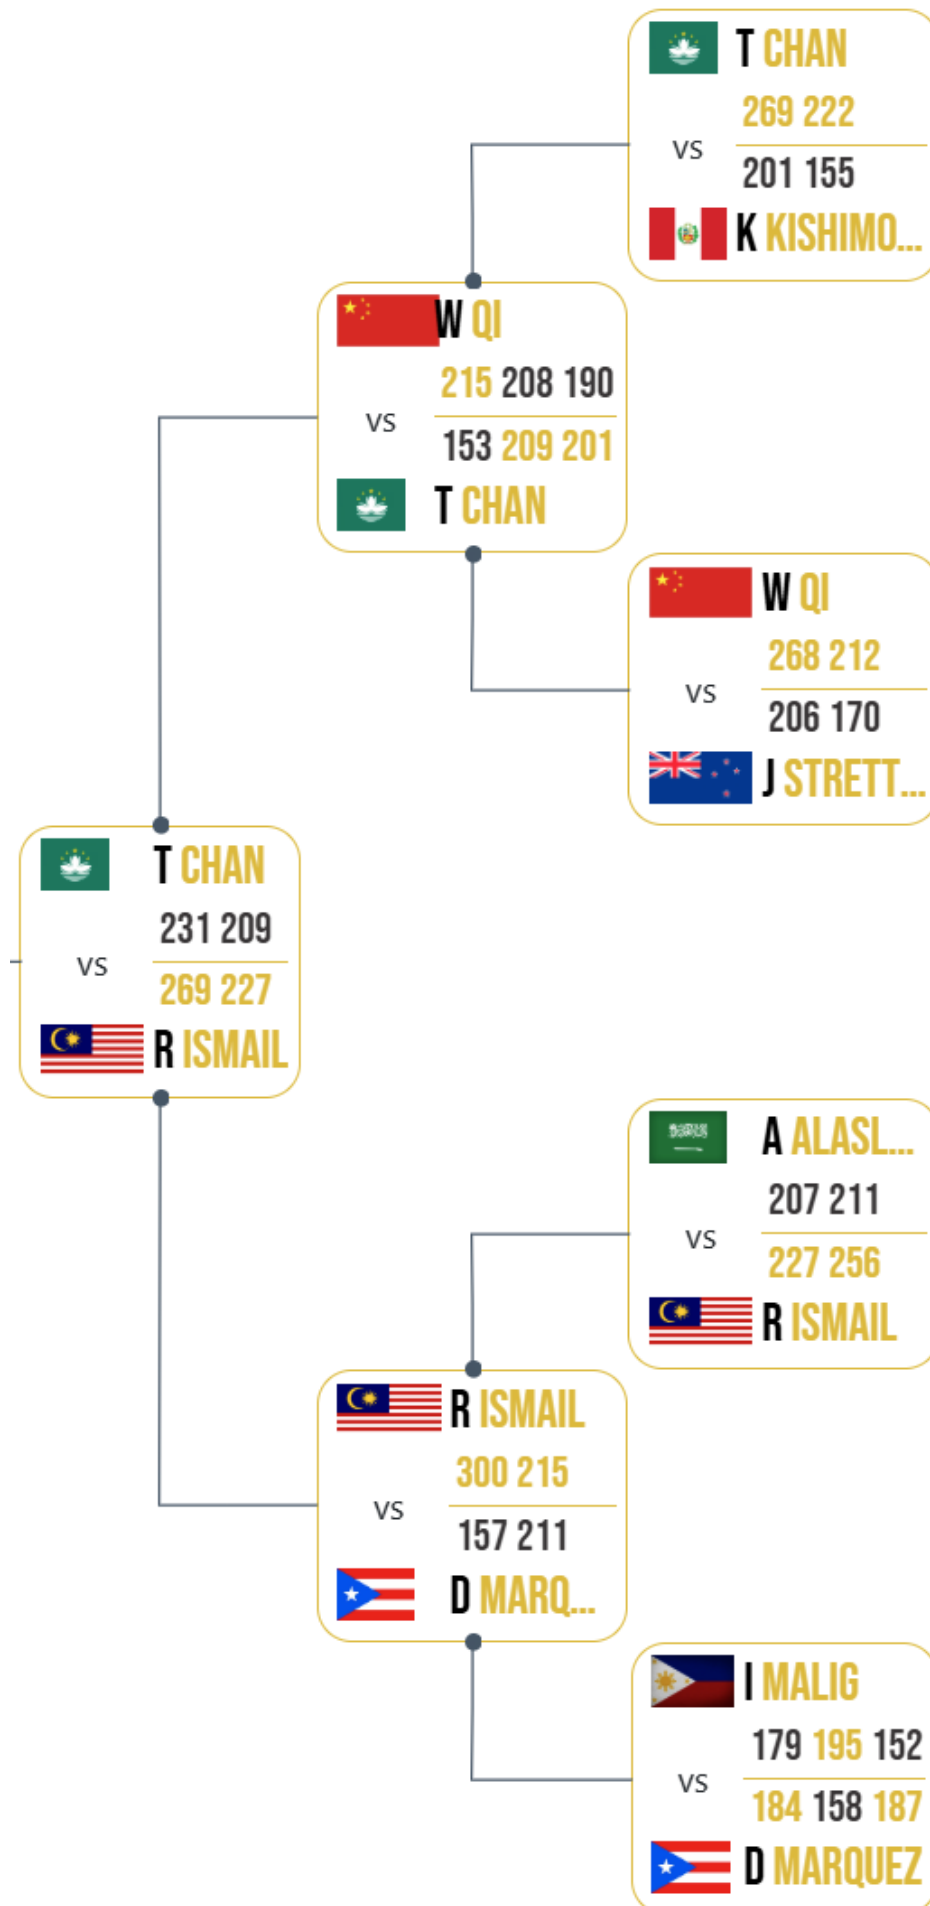 T CHAN
269 222
VS
201 155
K KISHIMO...
W QI
215 208 190
VS
153 209 201
T CHAN
W QI
268 212
VS
206 170
J STRETT...
T CHAN
231 209
VS
269 227
R ISMAIL
A ALASL...
207 211
VS
227 256
R ISMAIL
R ISMAIL
300 215
VS
157 211
D MARQ...
I MALIG
179 195 152
VS
184 158 187
D MARQUEZ